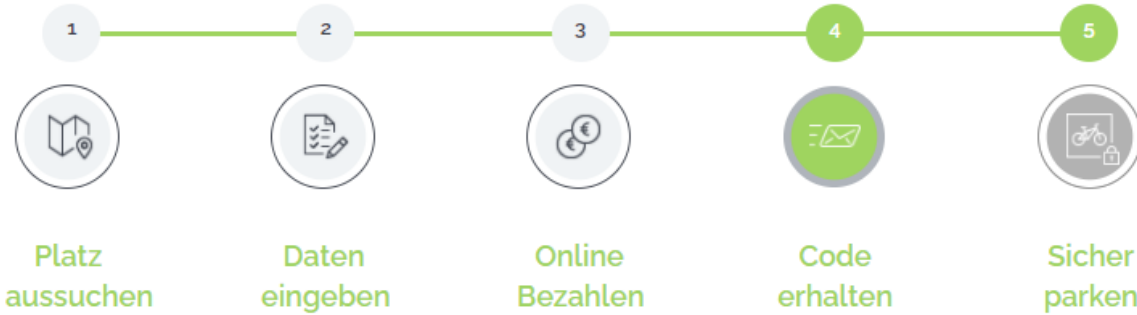 1 2 3 4 5
€ €
Platz Daten Online Code Sicher
aussuchen eingeben Bezahlen erhalten parken